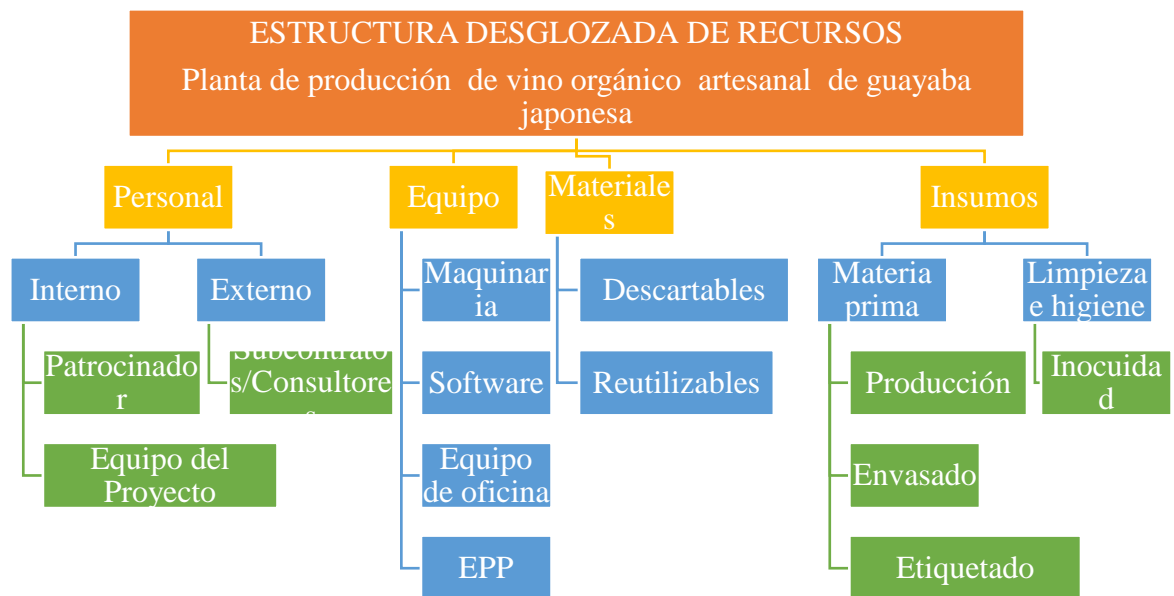 ESTRUCTURA DESGLOZADA DE RECURSOS
Planta de producción de vino orgánico artesanal de guayaba
japonesa
Personal
Equipo
Materiale
s
Insumos
Interno
Externo
Maquinar
ia
Descartables
Materia
prima
Limpieza
e higiene
Patrocinado
r
Subcontrato
s/Consultore
s
Software
Reutilizables
Producción
Inocuida
d
Equipo del
Proyecto
Equipo
de oficina
Envasado
EPP
Etiquetado